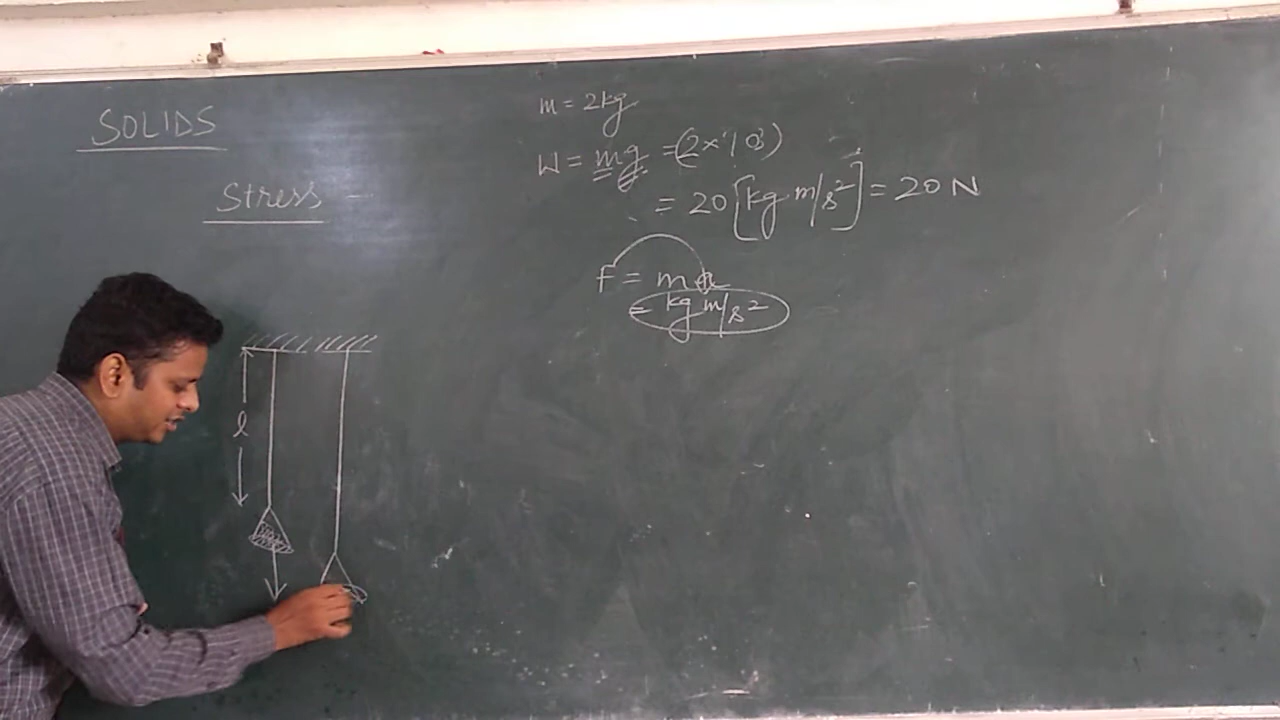 SOLIDS
Stress
m = 2kg
W = mg = (2 × 10)
= 20 [kg m/s²] = 20 N
F = ma
= kg m/s²
l